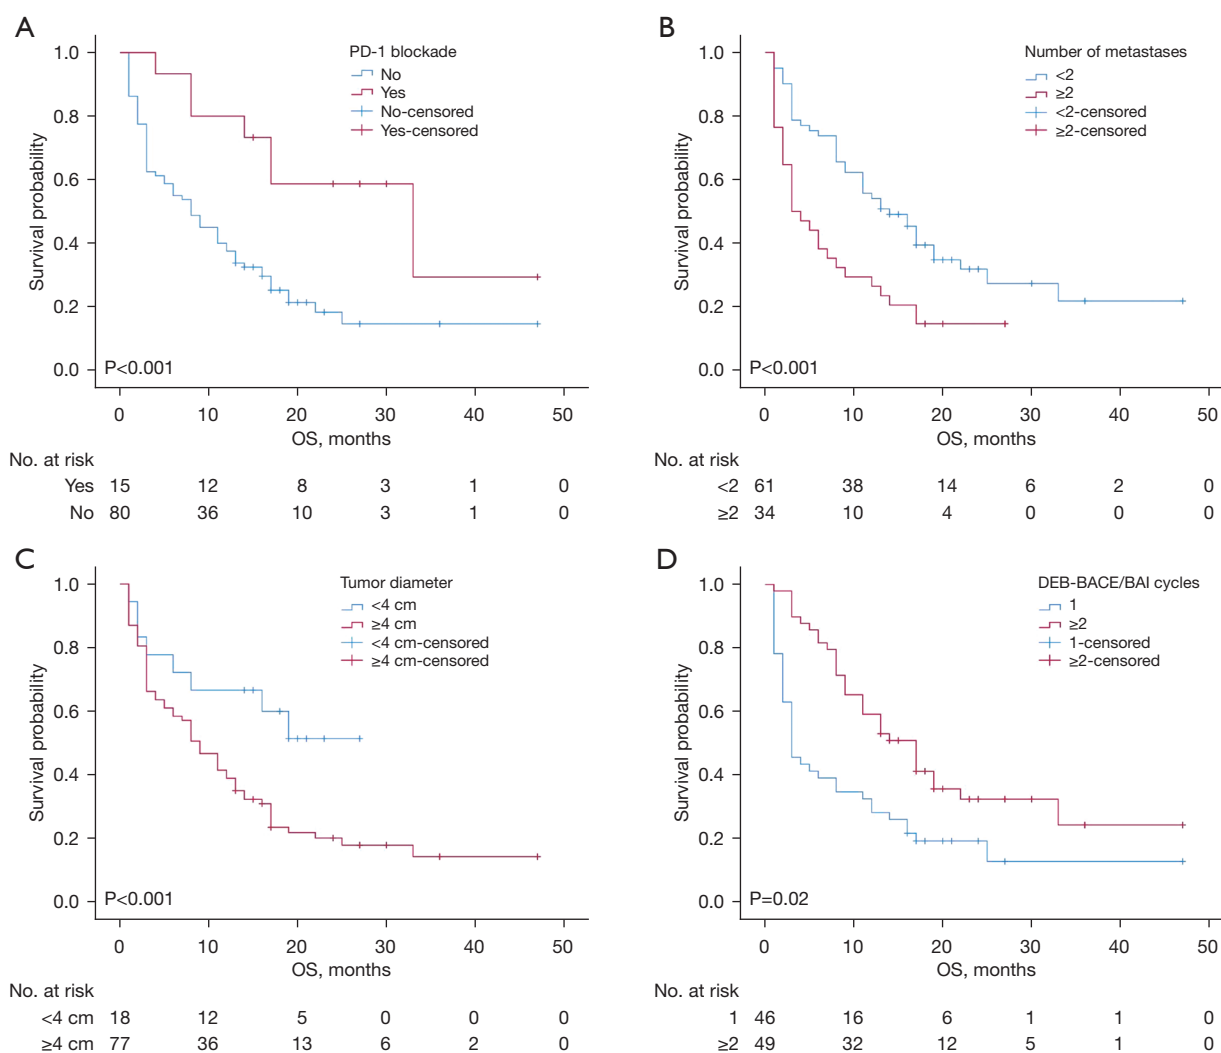 A
PD-1 blockade
No
Yes
No-censored
Yes-censored
Survival probability
1.0
0.8
0.6
0.4
0.2
0.0
P<0.001
0 10 20 30 40 50
OS, months
No. at risk
Yes 15 12 8 3 1 0
No 80 36 10 3 1 0
B
Number of metastases
<2
≥2
<2-censored
≥2-censored
Survival probability
1.0
0.8
0.6
0.4
0.2
0.0
P<0.001
0 10 20 30 40 50
OS, months
No. at risk
<2 61 38 14 6 2 0
≥2 34 10 4 0 0 0
C
Tumor diameter
<4 cm
≥4 cm
<4 cm-censored
≥4 cm-censored
Survival probability
1.0
0.8
0.6
0.4
0.2
0.0
P<0.001
0 10 20 30 40 50
OS, months
No. at risk
<4 cm 18 12 5 0 0 0
≥4 cm 77 36 13 6 2 0
D
DEB-BACE/BAI cycles
1
≥2
1-censored
≥2-censored
Survival probability
1.0
0.8
0.6
0.4
0.2
0.0
P=0.02
0 10 20 30 40 50
OS, months
No. at risk
1 46 16 6 1 1 0
≥2 49 32 12 5 1 0